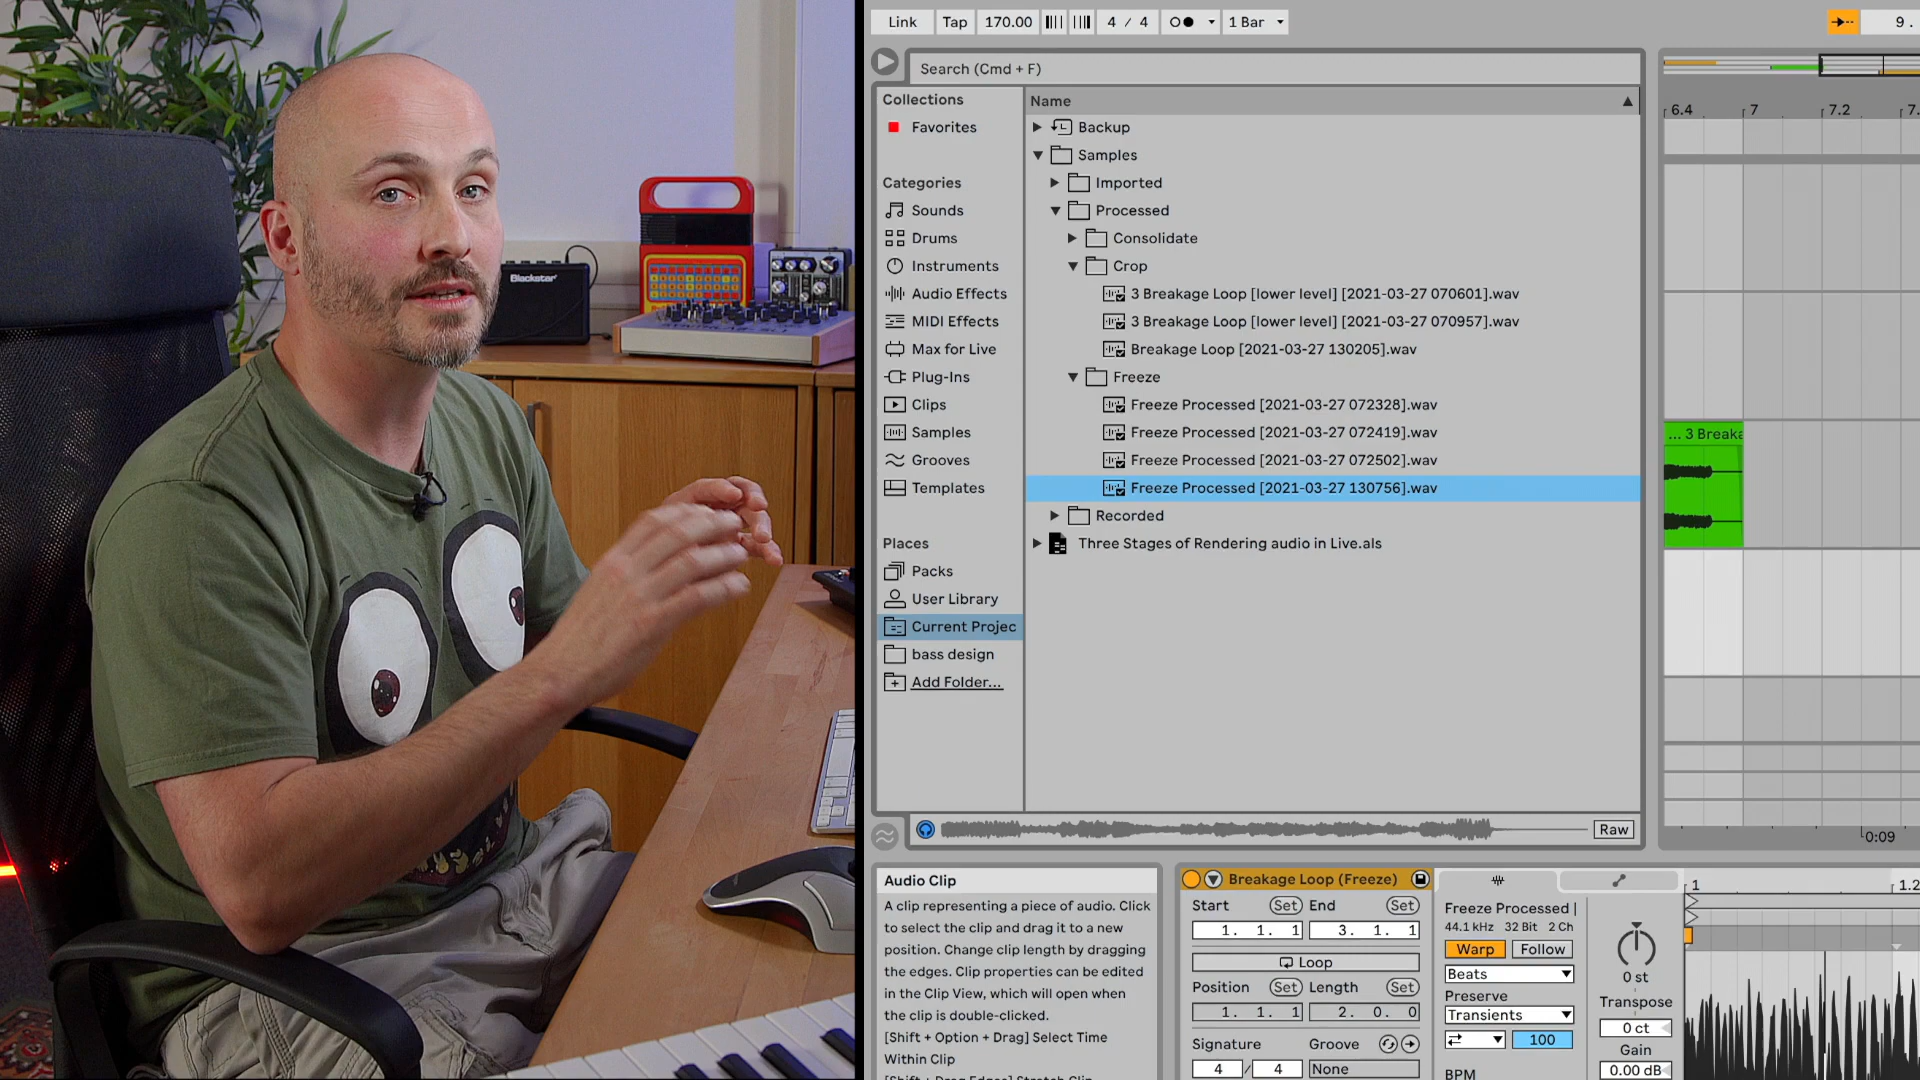 Link Tap 170.00 4 / 4 1 Bar 9.
Search (Cmd + F)
Collections
Favorites
Categories
Sounds
Drums
Instruments
Audio Effects
MIDI Effects
Max for Live
Plug-Ins
Clips
Samples
Grooves
Templates
Places
Packs
User Library
Current Projec
bass design
Add Folder...
Name
Backup
Samples
Imported
Processed
Consolidate
Crop
3 Breakage Loop [lower level] [2021-03-27 070601].wav
3 Breakage Loop [lower level] [2021-03-27 070957].wav
Breakage Loop [2021-03-27 130205].wav
Freeze
Freeze Processed [2021-03-27 072328].wav
Freeze Processed [2021-03-27 072419].wav
Freeze Processed [2021-03-27 072502].wav
Freeze Processed [2021-03-27 130756].wav
Recorded
Three Stages of Rendering audio in Live.als
Raw
6.4 7 7.2 7.
... 3 Breaka
0:09
Blackstar
Audio Clip
A clip representing a piece of audio. Click
to select the clip and drag it to a new
position. Change clip length by dragging
the edges. Clip properties can be edited
in the Clip View, which will open when
the clip is double-clicked.
[Shift + Option + Drag] Select Time
Within Clip
[Shift + Drag Edges] Stretch Clip
Breakage Loop (Freeze)
Start Set End Set
1. 1. 1 3. 1. 1
Loop
Position Set Length Set
1. 1. 1 2. 0. 0
Signature Groove
4 / 4 None
Freeze Processed |
44.1 kHz 32 Bit 2 Ch
Warp Follow
Beats
Preserve
Transients
100
BPM
0 st
Transpose
0 ct
Gain
0.00 dB
1 1.2